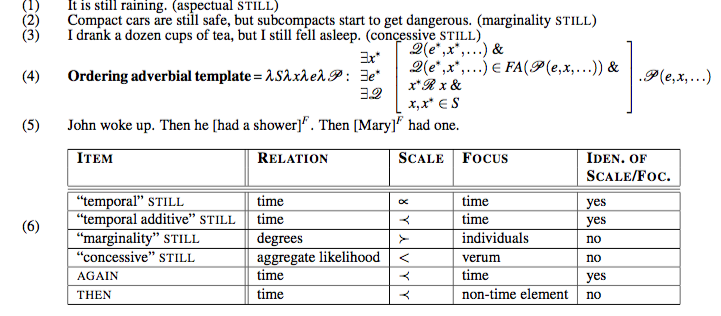 (1) It is still raining. (aspectual STILL)
(2) Compact cars are still safe, but subcompacts start to get dangerous. (marginality STILL)
(3) I drank a dozen cups of tea, but I still fell asleep. (concessive STILL)
(4) Ordering adverbial template = λSλxλeλ𝒫 : ∃x* ∃e* ∃𝒬 [ 𝒬(e*,x*,…) &
𝒬(e*,x*,…) ∈ FA(𝒫(e,x,…)) &
x*ℛx &
x,x* ∈ S ] .𝒫(e,x,…)
(5) John woke up. Then he [had a shower]F. Then [Mary]F had one.
(6)
ITEM RELATION SCALE FOCUS IDEN. OF SCALE/FOC.
“temporal” STILL time ∝ time yes
“temporal additive” STILL time ≺ time yes
“marginality” STILL degrees ≻ individuals no
“concessive” STILL aggregate likelihood < verum no
AGAIN time ≺ time yes
THEN time ≺ non-time element no